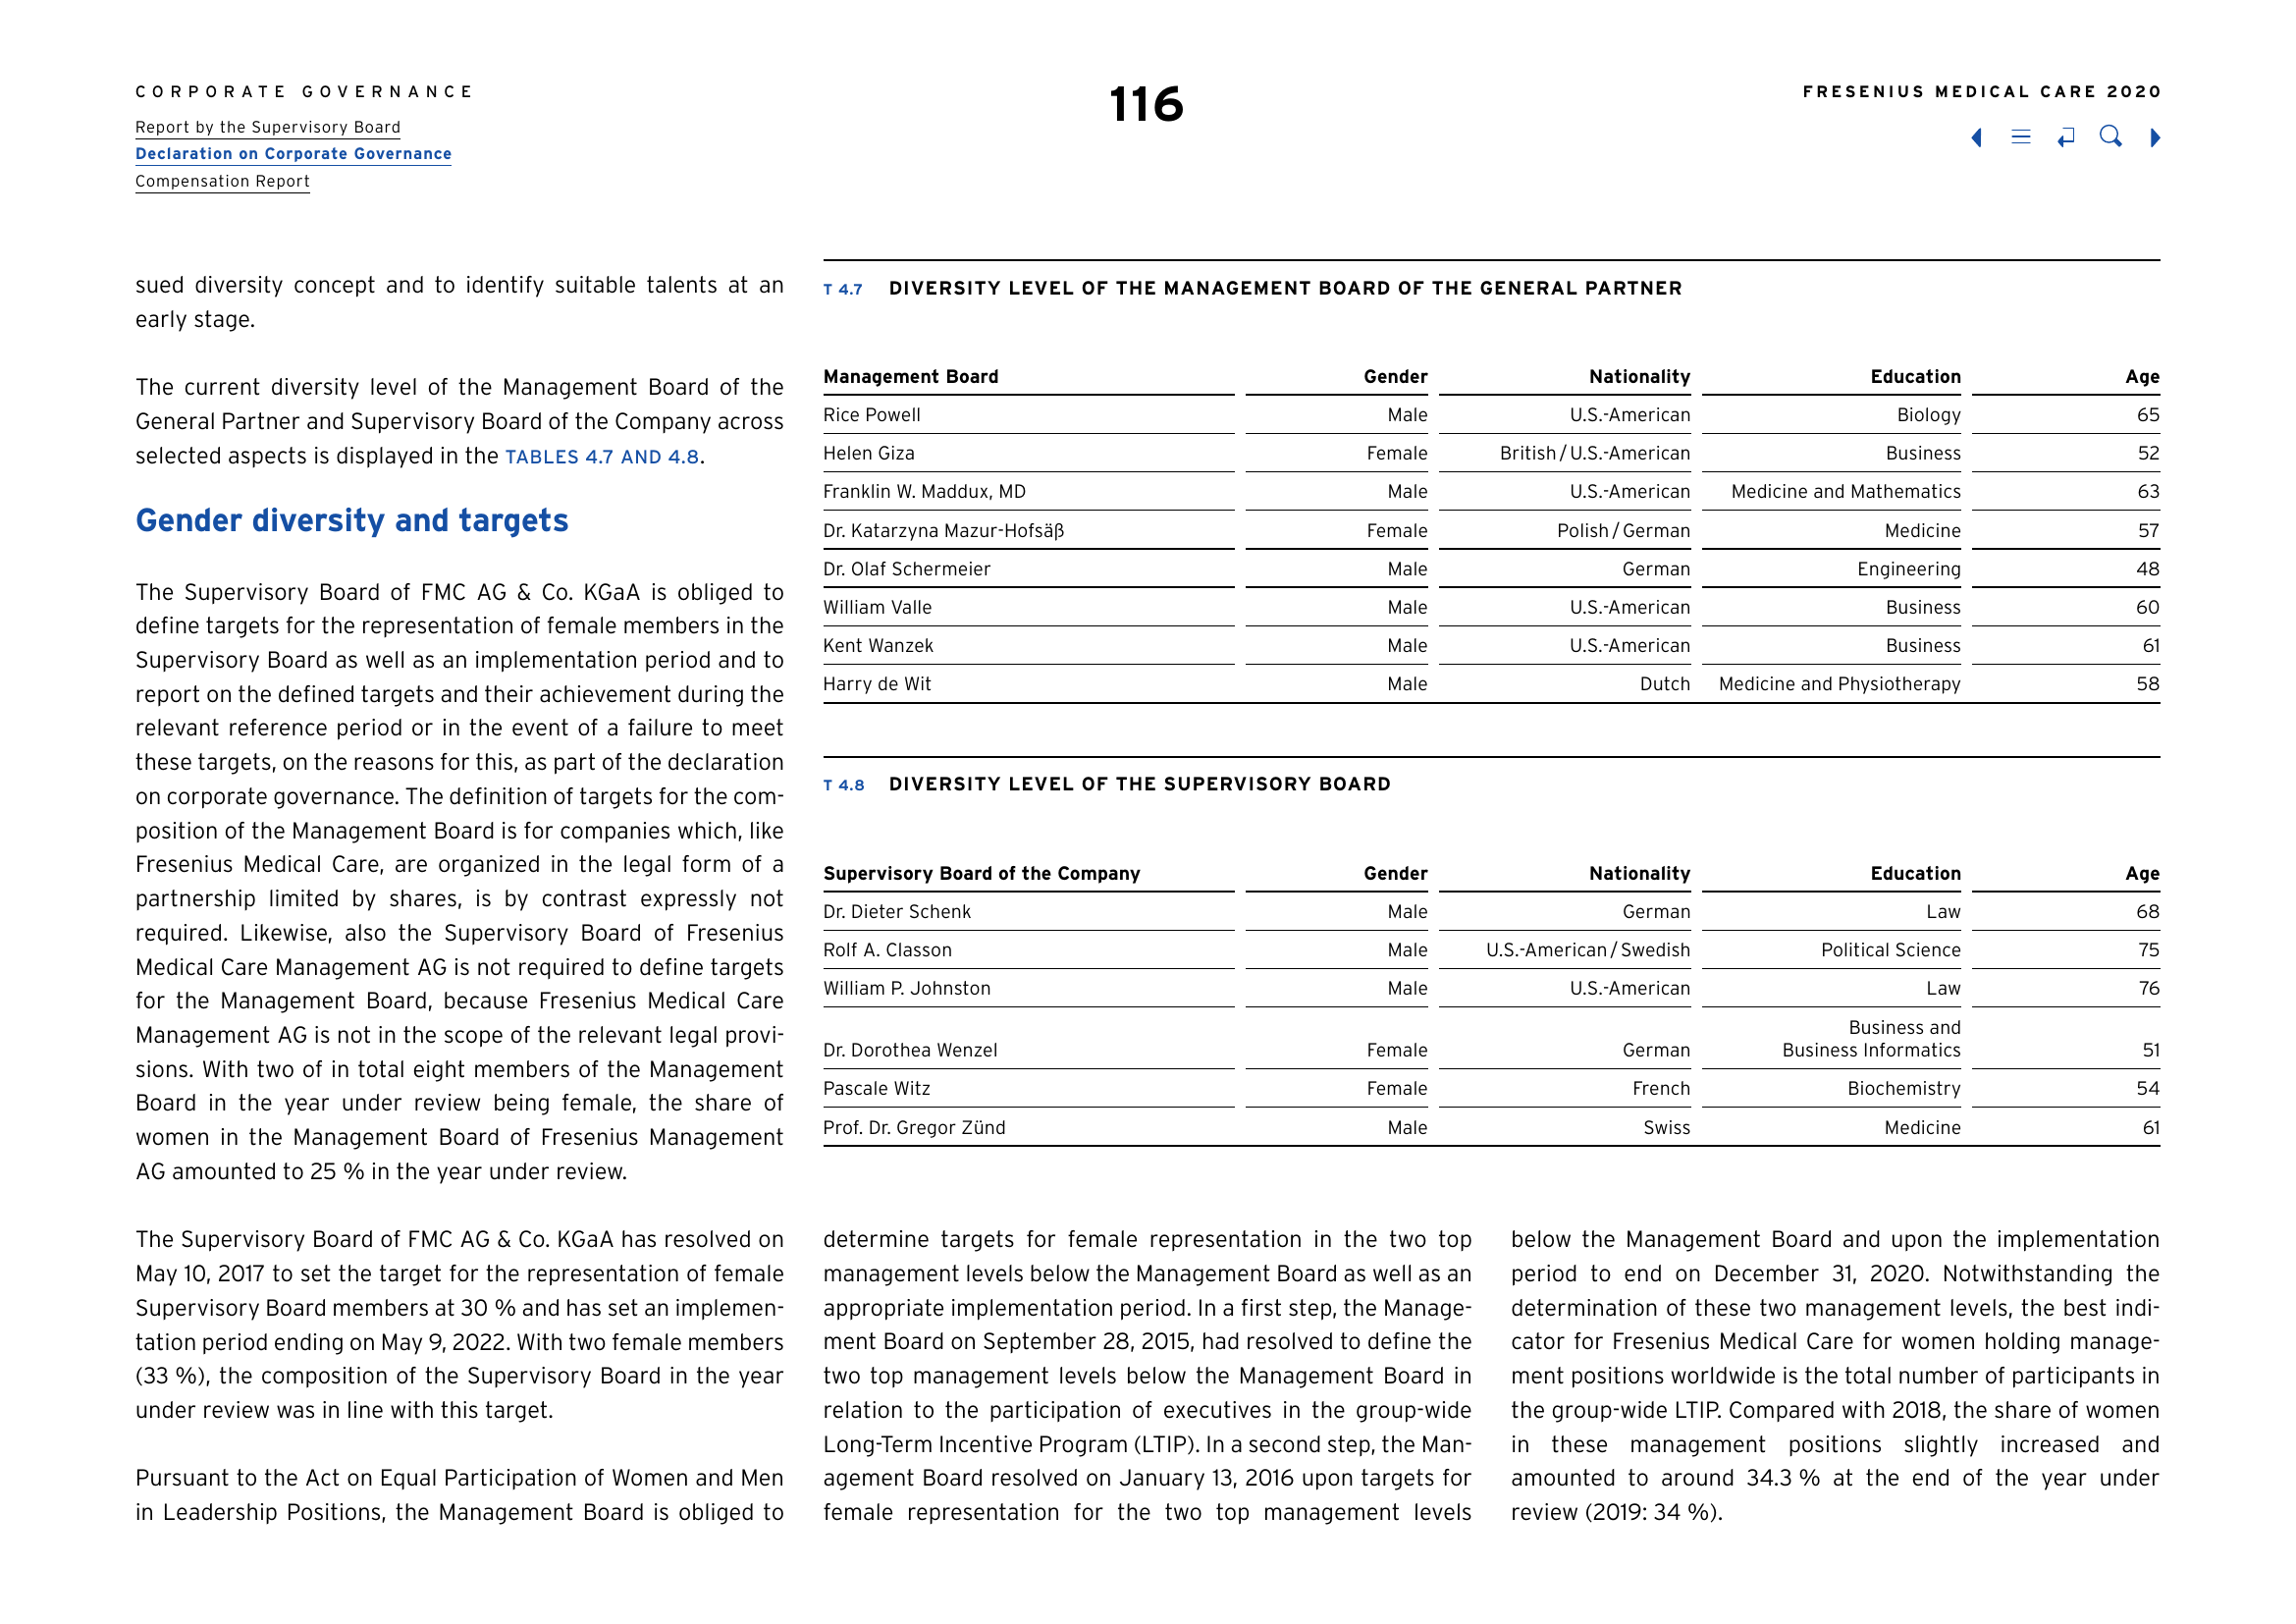 CORPORATE GOVERNANCE
Report by the Supervisory Board
Declaration on Corporate Governance
Compensation Report
116
FRESENIUS MEDICAL CARE 2020
sued diversity concept and to identify suitable talents at an
early stage.
The current diversity level of the Management Board of the
General Partner and Supervisory Board of the Company across
selected aspects is displayed in the TABLES 4.7 AND 4.8.
Gender diversity and targets
The Supervisory Board of FMC AG & Co. KGaA is obliged to
define targets for the representation of female members in the
Supervisory Board as well as an implementation period and to
report on the defined targets and their achievement during the
relevant reference period or in the event of a failure to meet
these targets, on the reasons for this, as part of the declaration
on corporate governance. The definition of targets for the com-
position of the Management Board is for companies which, like
Fresenius Medical Care, are organized in the legal form of a
partnership limited by shares, is by contrast expressly not
required. Likewise, also the Supervisory Board of Fresenius
Medical Care Management AG is not required to define targets
for the Management Board, because Fresenius Medical Care
Management AG is not in the scope of the relevant legal provi-
sions. With two of in total eight members of the Management
Board in the year under review being female, the share of
women in the Management Board of Fresenius Management
AG amounted to 25 % in the year under review.
The Supervisory Board of FMC AG & Co. KGaA has resolved on
May 10, 2017 to set the target for the representation of female
Supervisory Board members at 30 % and has set an implemen-
tation period ending on May 9, 2022. With two female members
(33 %), the composition of the Supervisory Board in the year
under review was in line with this target.
Pursuant to the Act on Equal Participation of Women and Men
in Leadership Positions, the Management Board is obliged to
T 4.7 DIVERSITY LEVEL OF THE MANAGEMENT BOARD OF THE GENERAL PARTNER
Management Board Gender Nationality Education Age
Rice Powell Male U.S.-American Biology 65
Helen Giza Female British / U.S.-American Business 52
Franklin W. Maddux, MD Male U.S.-American Medicine and Mathematics 63
Dr. Katarzyna Mazur-Hofsäß Female Polish / German Medicine 57
Dr. Olaf Schermeier Male German Engineering 48
William Valle Male U.S.-American Business 60
Kent Wanzek Male U.S.-American Business 61
Harry de Wit Male Dutch Medicine and Physiotherapy 58
T 4.8 DIVERSITY LEVEL OF THE SUPERVISORY BOARD
Supervisory Board of the Company Gender Nationality Education Age
Dr. Dieter Schenk Male German Law 68
Rolf A. Classon Male U.S.-American / Swedish Political Science 75
William P. Johnston Male U.S.-American Law 76
Business and
Dr. Dorothea Wenzel Female German Business Informatics 51
Pascale Witz Female French Biochemistry 54
Prof. Dr. Gregor Zünd Male Swiss Medicine 61
determine targets for female representation in the two top
management levels below the Management Board as well as an
appropriate implementation period. In a first step, the Manage-
ment Board on September 28, 2015, had resolved to define the
two top management levels below the Management Board in
relation to the participation of executives in the group-wide
Long-Term Incentive Program (LTIP). In a second step, the Man-
agement Board resolved on January 13, 2016 upon targets for
female representation for the two top management levels
below the Management Board and upon the implementation
period to end on December 31, 2020. Notwithstanding the
determination of these two management levels, the best indi-
cator for Fresenius Medical Care for women holding manage-
ment positions worldwide is the total number of participants in
the group-wide LTIP. Compared with 2018, the share of women
in these management positions slightly increased and
amounted to around 34.3 % at the end of the year under
review (2019: 34 %).